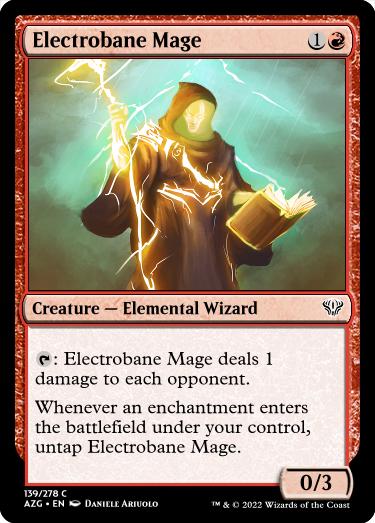 Electrobane Mage 1
Creature — Elemental Wizard
: Electrobane Mage deals 1
damage to each opponent.
Whenever an enchantment enters
the battlefield under your control,
untap Electrobane Mage.
0/3
139/278 C
AZG • EN Daniele Ariuolo
™ & © 2022 Wizards of the Coast